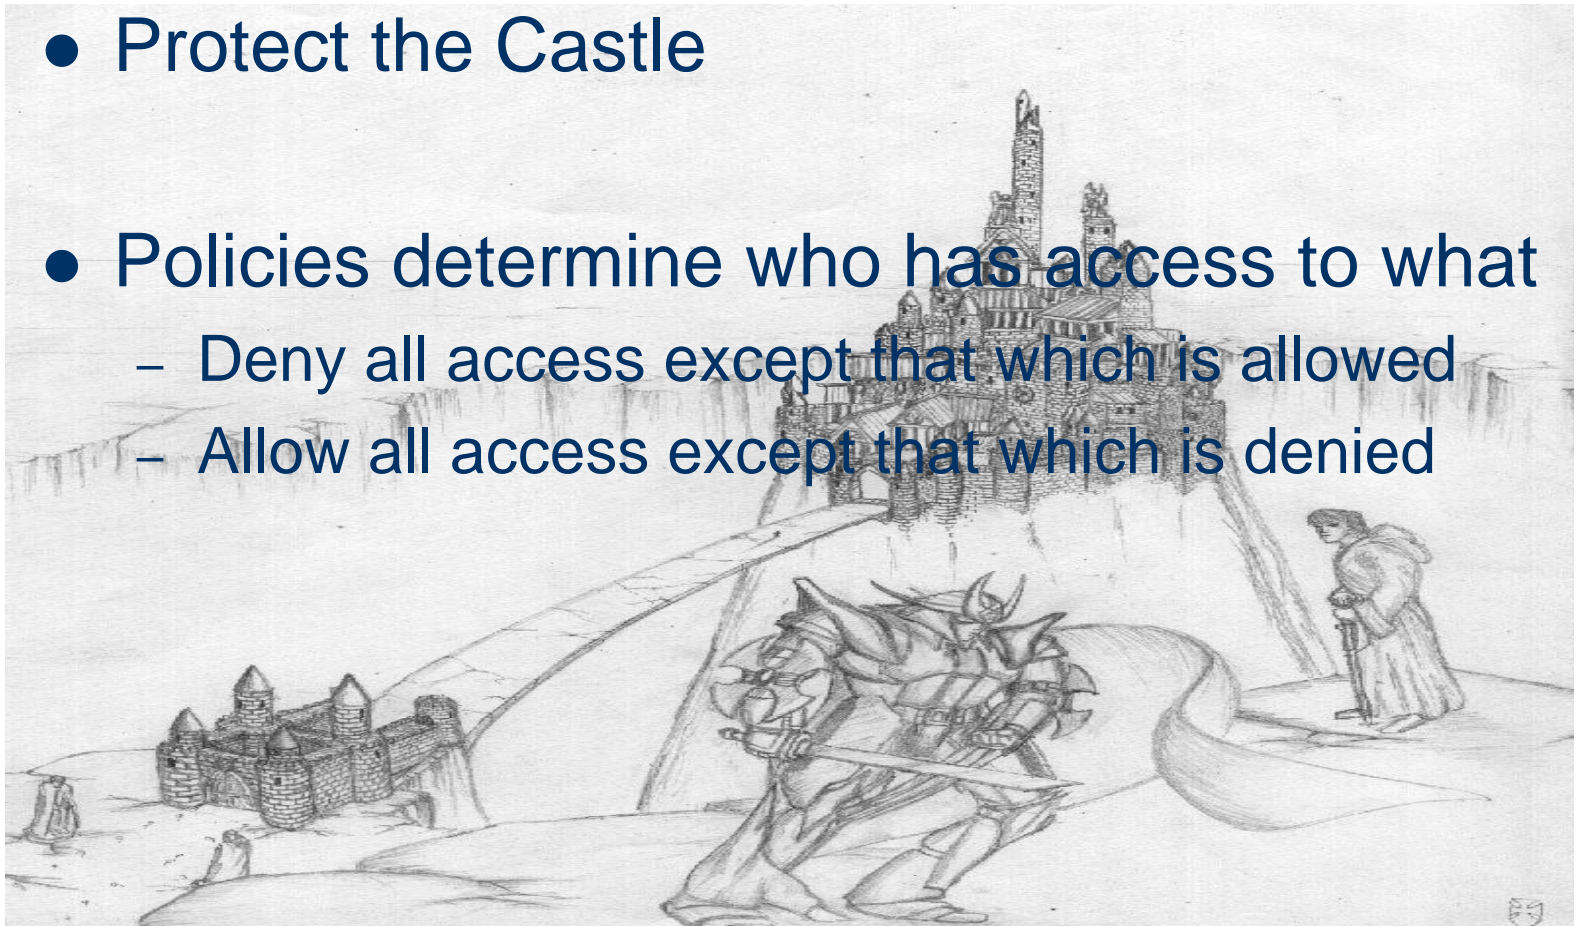 ● Protect the Castle
● Policies determine who has access to what
– Deny all access except that which is allowed
– Allow all access except that which is denied